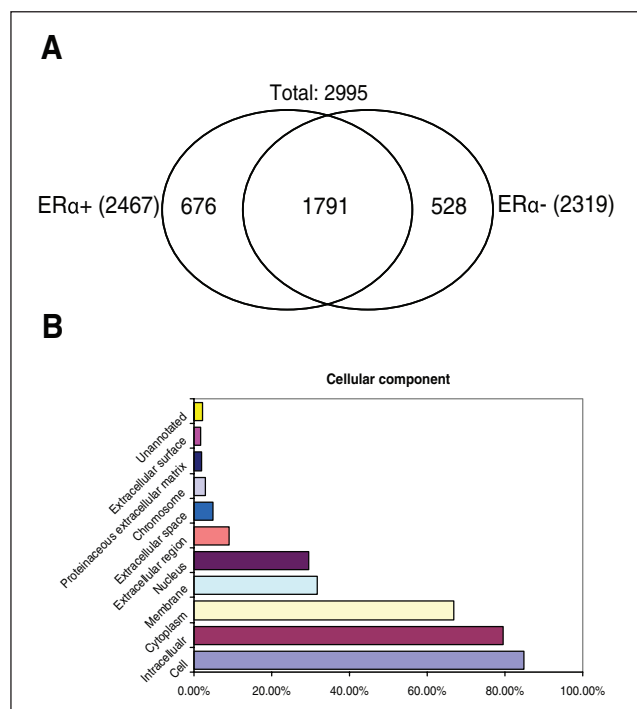 A
Total: 2995
ERα+ (2467)
676
1791
528
ERα- (2319)
B
Cellular component
Unannotated
Extracellular surface
Proteinaceous extracellular matrix
Chromosome
Extracellular space
Extracellular region
Nucleus
Membrane
Cytoplasm
Intracellualr
Cell
0.00% 20.00% 40.00% 60.00% 80.00% 100.00%